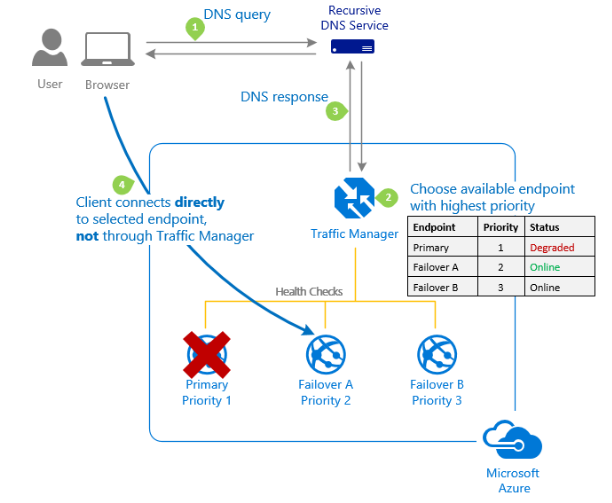 DNS query
Recursive
DNS Service
1
User
Browser
DNS response
3
4
Client connects directly
to selected endpoint,
not through Traffic Manager
2
Choose available endpoint
with highest priority
Traffic Manager
Endpoint Priority Status
Primary 1 Degraded
Failover A 2 Online
Failover B 3 Online
Health Checks
Primary
Priority 1
Failover A
Priority 2
Failover B
Priority 3
Microsoft
Azure